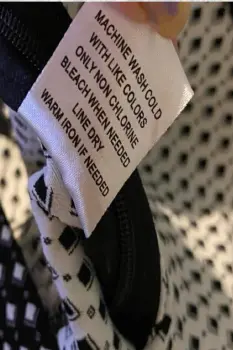 MACHINE WASH COLD
WITH LIKE COLORS
ONLY NON CHLORINE
BLEACH WHEN NEEDED
LINE DRY
WARM IRON IF NEEDED